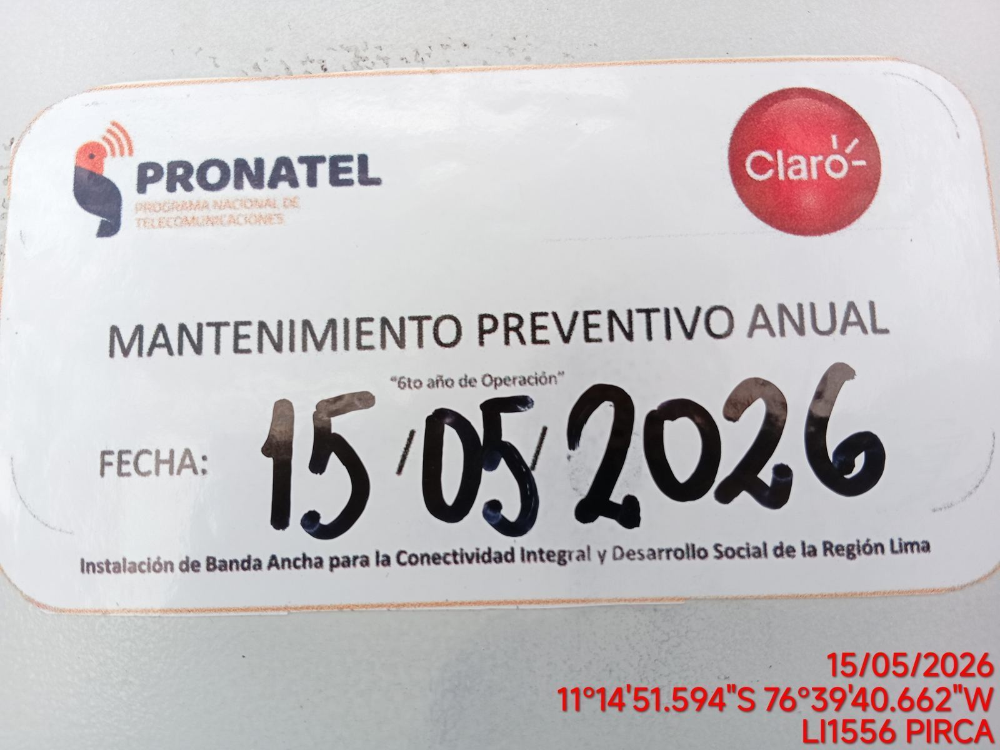 PRONATEL
PROGRAMA NACIONAL DE
TELECOMUNICACIONES
Claro
MANTENIMIENTO PREVENTIVO ANUAL
"6to año de Operación"
FECHA: 15/05/2026
Instalación de Banda Ancha para la Conectividad Integral y Desarrollo Social de la Región Lima
15/05/2026
11°14'51.594"S 76°39'40.662"W
LI1556 PIRCA